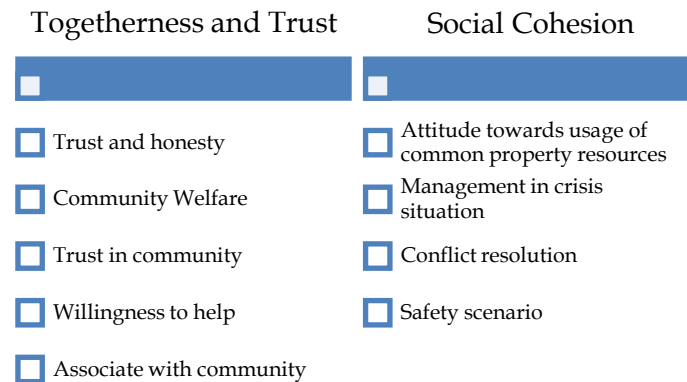 Togetherness and Trust
Trust and honesty
Community Welfare
Trust in community
Willingness to help
Associate with community
Social Cohesion
Attitude towards usage of
common property resources
Management in crisis
situation
Conflict resolution
Safety scenario